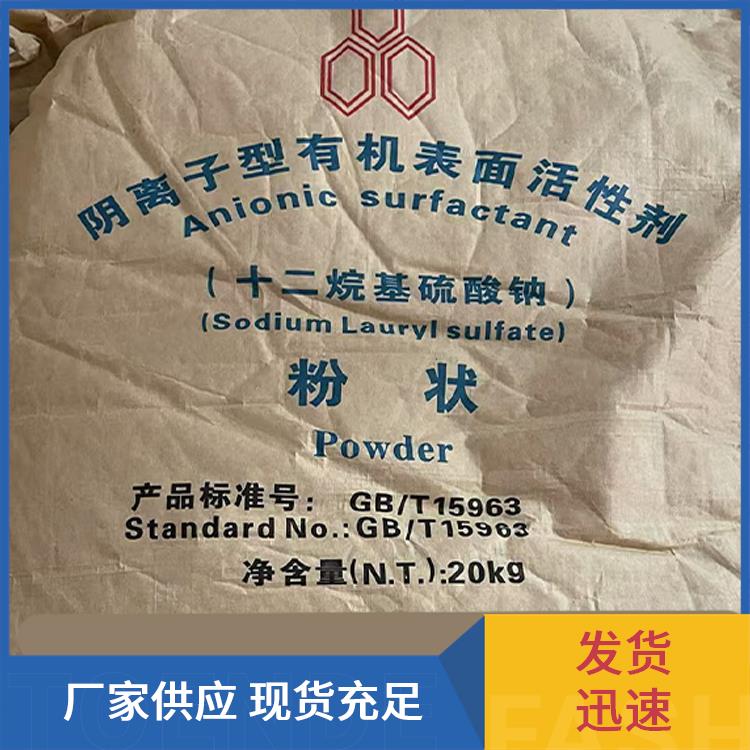 阴离子型有机表面活性剂
Anionic surfactant
（十二烷基硫酸钠）
(Sodium Lauryl sulfate)
粉 状
Powder
产品标准号： GB/T15963
Standard No.:GB/T15963
净含量(N.T.):20kg
厂家供应 现货充足
发货
迅速